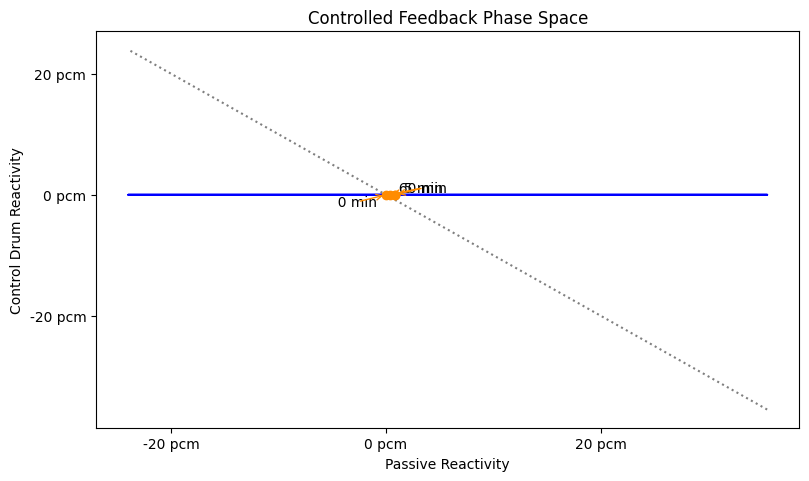 Controlled Feedback Phase Space
Control Drum Reactivity
20 pcm
0 pcm
-20 pcm
0 min
-20 pcm
0 pcm
20 pcm
Passive Reactivity